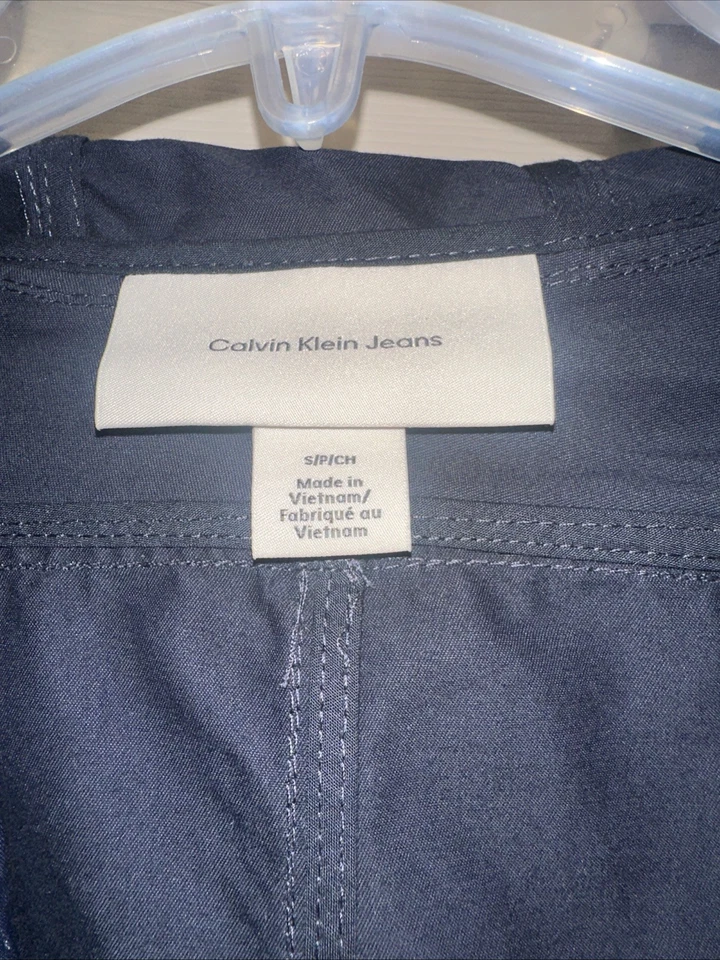 Calvin Klein Jeans
S/P/CH
Made in
Vietnam/
Fabriqué au
Vietnam